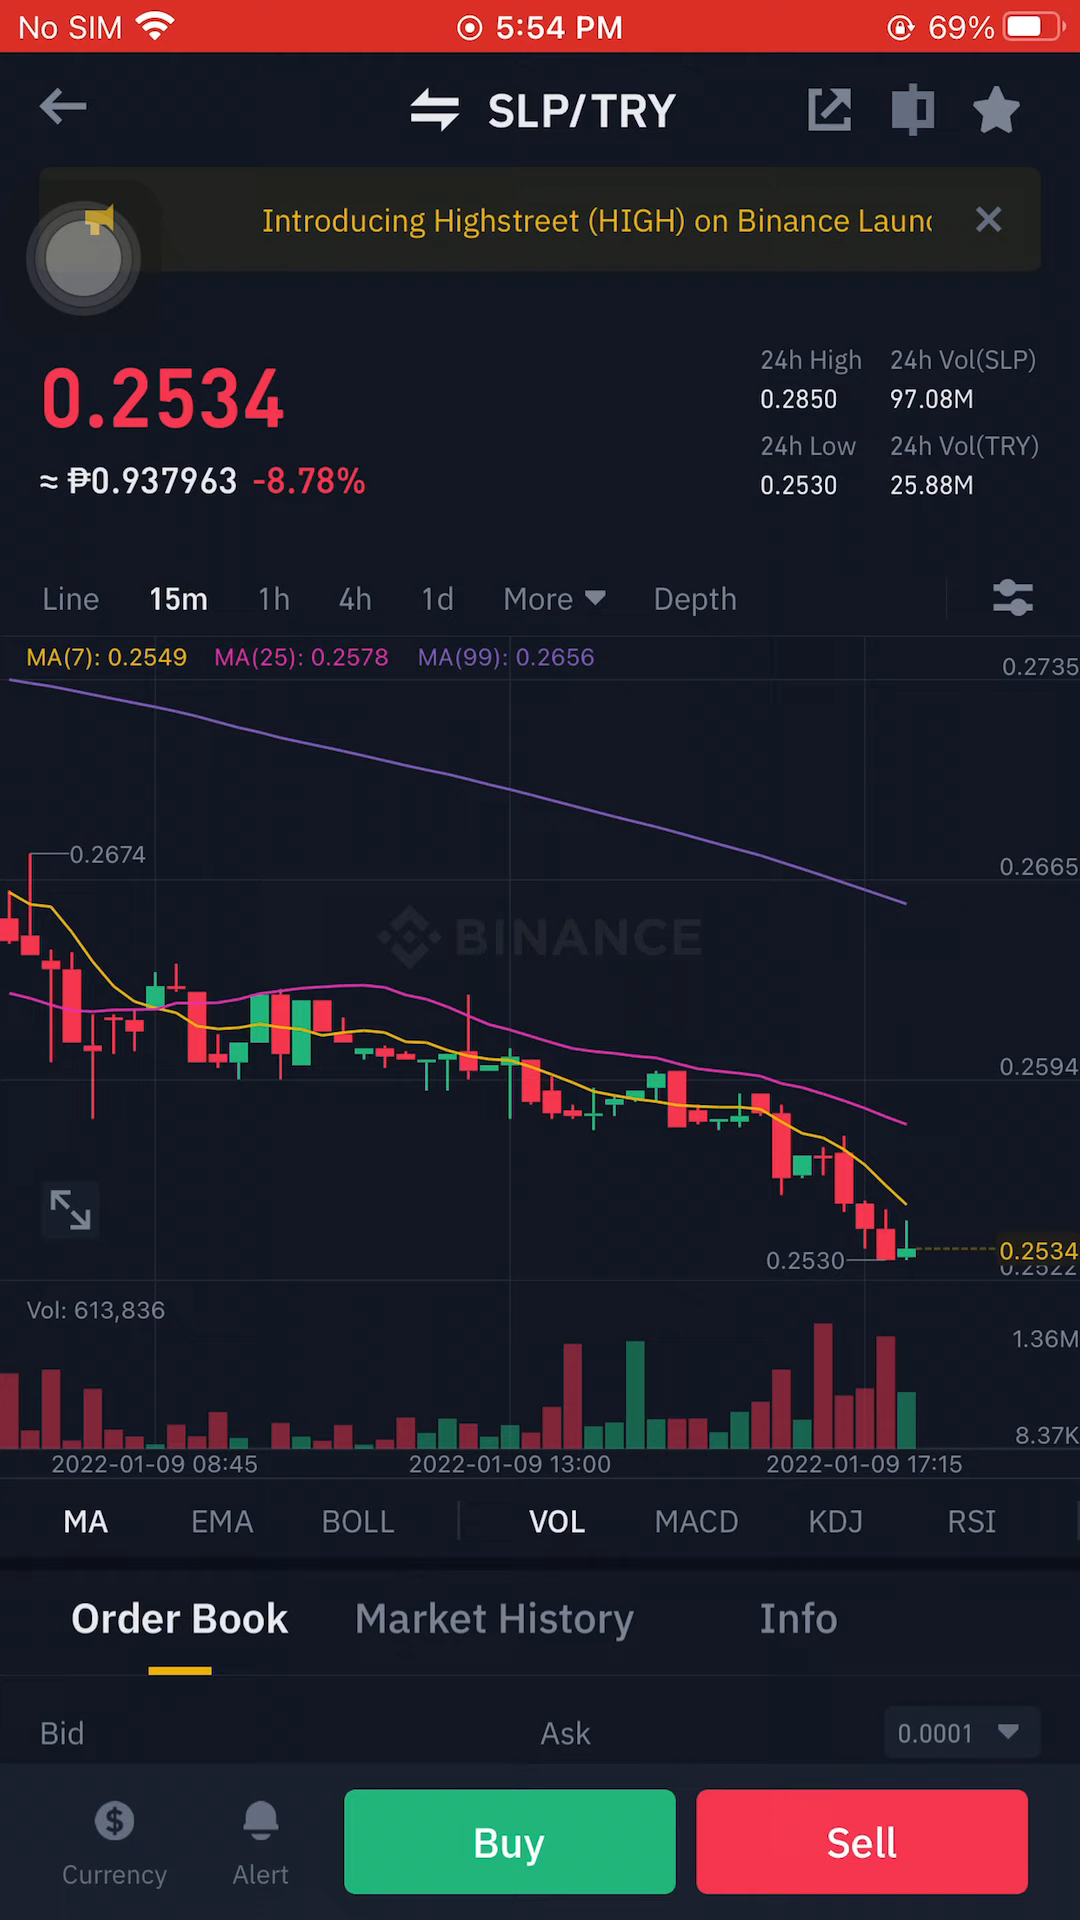 No SIM 5:54 PM 69%
SLP/TRY
Introducing Highstreet (HIGH) on Binance
0.2534
≈ ₱0.937963 -8.78%
24h High 24h Vol(SLP)
0.2850 97.08M
24h Low 24h Vol(TRY)
0.2530 25.88M
Line 15m 1h 4h 1d More Depth
MA(7): 0.2549 MA(25): 0.2578 MA(99): 0.2656
0.2735
0.2674
0.2665
BINANCE
0.2594
0.2534
0.2530
0.2522
Vol: 613,836
1.36M
8.37K
2022-01-09 08:45 2022-01-09 13:00 2022-01-09 17:15
MA EMA BOLL VOL MACD KDJ RSI
Order Book Market History Info
Bid Ask 0.0001
Currency Alert Buy Sell